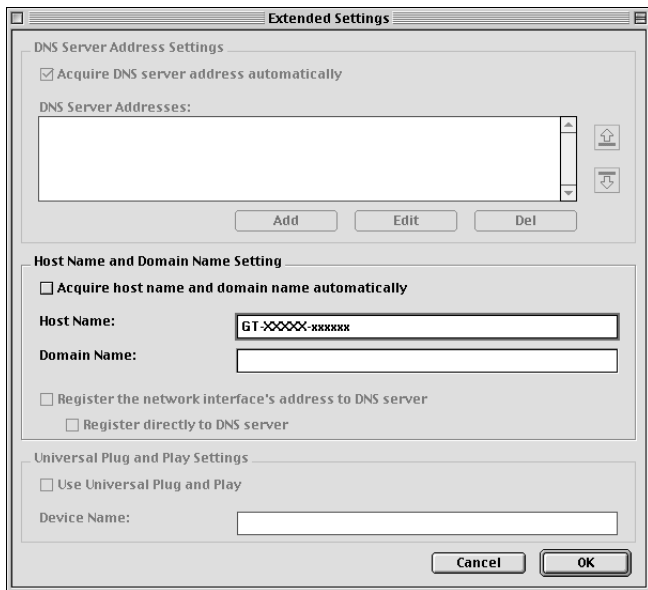 Extended Settings
DNS Server Address Settings
Acquire DNS server address automatically
DNS Server Addresses:
Add Edit Del
Host Name and Domain Name Setting
Acquire host name and domain name automatically
Host Name: GT-XXXXX-xxxxxx
Domain Name:
Register the network interface's address to DNS server
Register directly to DNS server
Universal Plug and Play Settings
Use Universal Plug and Play
Device Name:
Cancel OK